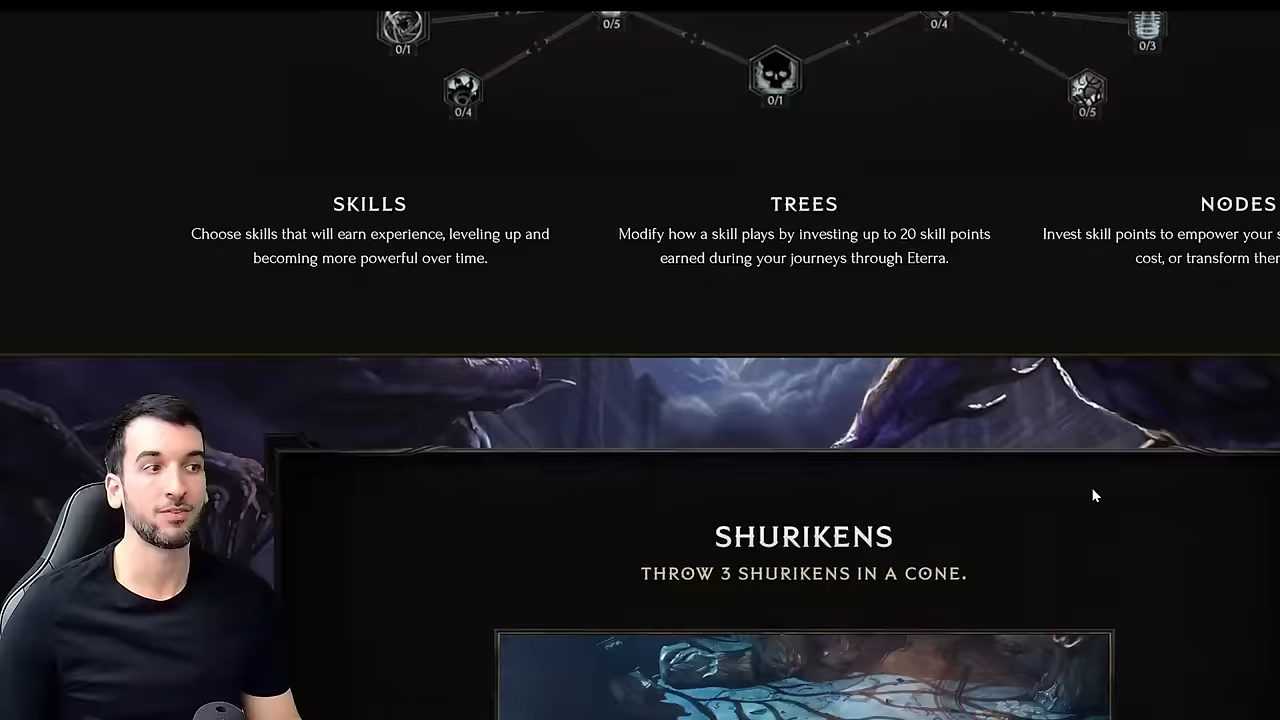 0/1
0/5
0/4
0/3
0/4
0/1
0/5
SKILLS
Choose skills that will earn experience, leveling up and
becoming more powerful over time.
TREES
Modify how a skill plays by investing up to 20 skill points
earned during your journeys through Eterra.
NODES
Invest skill points to empower your s
cost, or transform ther
SHURIKENS
THROW 3 SHURIKENS IN A CONE.